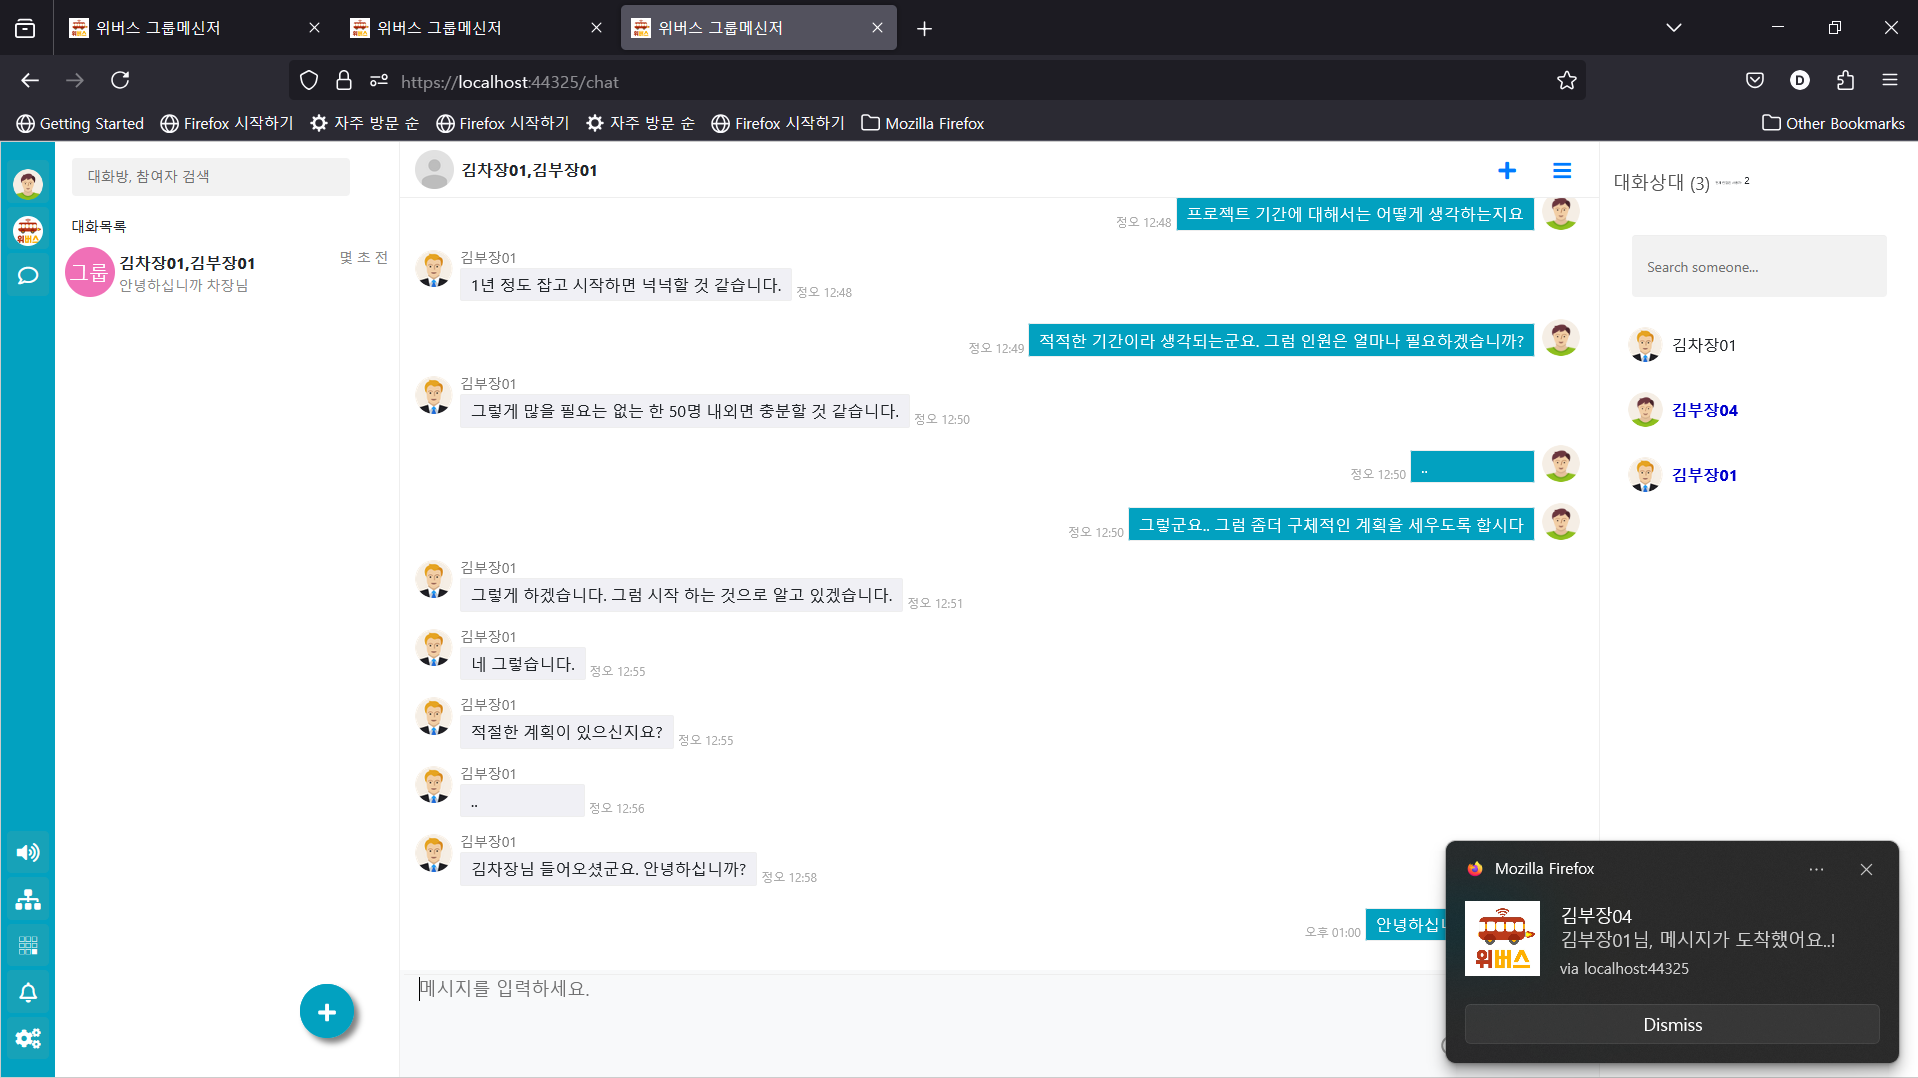 위버스 그룹메신저
위버스 그룹메신저
위버스 그룹메신저
https://localhost:44325/chat
D
Getting Started
Firefox 시작하기
자주 방문 순
Firefox 시작하기
자주 방문 순
Firefox 시작하기
Mozilla Firefox
Other Bookmarks
대화방, 참여자 검색
위버스
대화목록
그룹
김차장01,김부장01
몇 초 전
안녕하십니까 차장님
김차장01,김부장01
정오 12:48
프로젝트 기간에 대해서는 어떻게 생각하는지요
김부장01
1년 정도 잡고 시작하면 넉넉할 것 같습니다.
정오 12:48
정오 12:49
적적한 기간이라 생각되는군요. 그럼 인원은 얼마나 필요하겠습니까?
김부장01
그렇게 많을 필요는 없는 한 50명 내외면 충분할 것 같습니다.
정오 12:50
정오 12:50
..
정오 12:50
그렇군요.. 그럼 좀더 구체적인 계획을 세우도록 합시다
김부장01
그렇게 하겠습니다. 그럼 시작 하는 것으로 알고 있겠습니다.
정오 12:51
김부장01
네 그렇습니다.
정오 12:55
김부장01
적절한 계획이 있으신지요?
정오 12:55
김부장01
..
정오 12:56
김부장01
김차장님 들어오셨군요. 안녕하십니까?
정오 12:58
오후 01:00
안녕하십니
메시지를 입력하세요.
대화상대 (3)
2
Search someone...
김차장01
김부장04
김부장01
Mozilla Firefox
위버스
김부장04
김부장01님, 메시지가 도착했어요..!
via localhost:44325
Dismiss